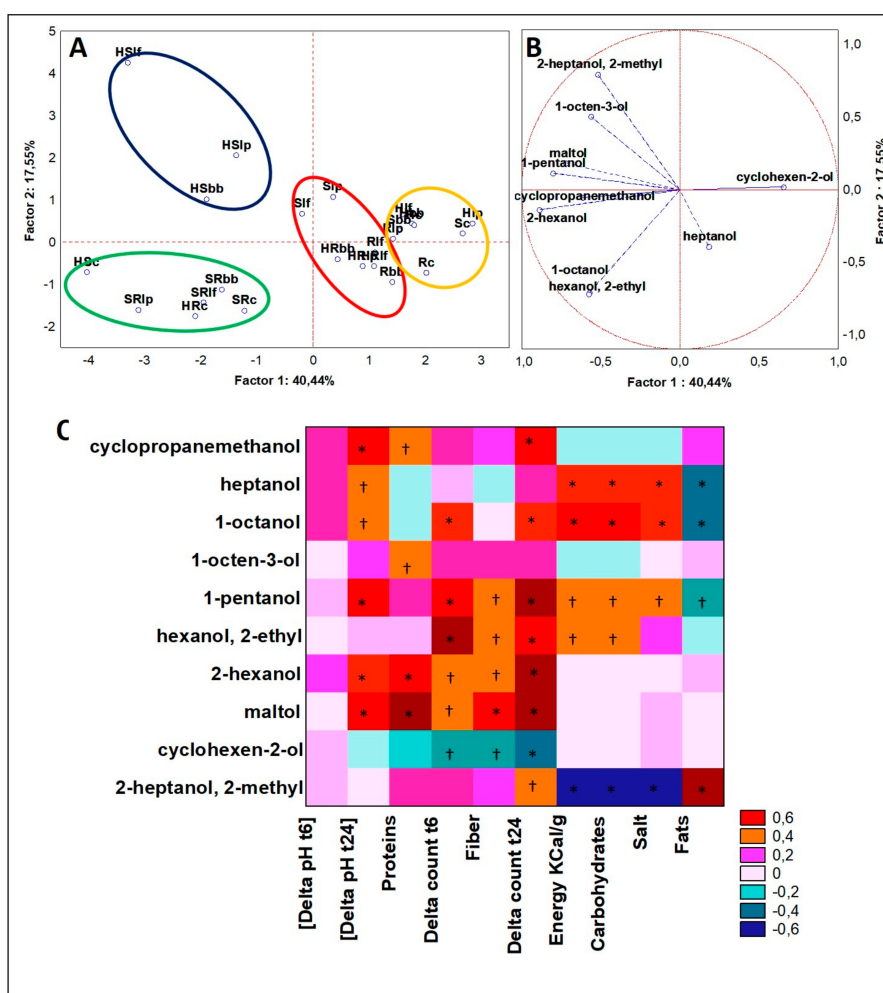 A
5
4
3
2
1
0
-1
-2
-4
-3
-2
-1
0
1
2
3
Factor 2: 17,55%
Factor 1 : 40,44%
HSlf
HSlp
HSbb
Slf
Slp
HRbb
Rlf
Rbb
Rc
Sc
Hlp
HSc
SRlp
SRbb
SRlf
HRc
SRc
B
2-heptanol, 2-methyl
1-octen-3-ol
maltol
1-pentanol
cyclohexen-2-ol
cyclopropanemethanol
2-hexanol
heptanol
1-octanol
hexanol, 2-ethyl
1,0
0,5
0,0
-0,5
-1,0
-1,0
-0,5
0,0
0,5
1,0
Factor 2 : 17,55%
Factor 1 : 40,44%
C
cyclopropanemethanol * † *
heptanol † * * * *
1-octanol † * * * * * *
1-octen-3-ol †
1-pentanol * * † * † † † †
hexanol, 2-ethyl * † * † †
2-hexanol * * † † *
maltol * * † * *
cyclohexen-2-ol † † *
2-heptanol, 2-methyl † * * * *
[Delta pH t6]
[Delta pH t24]
Proteins
Delta count t6
Fiber
Delta count t24
Energy KCal/g
Carbohydrates
Salt
Fats
0,6
0,4
0,2
0
-0,2
-0,4
-0,6